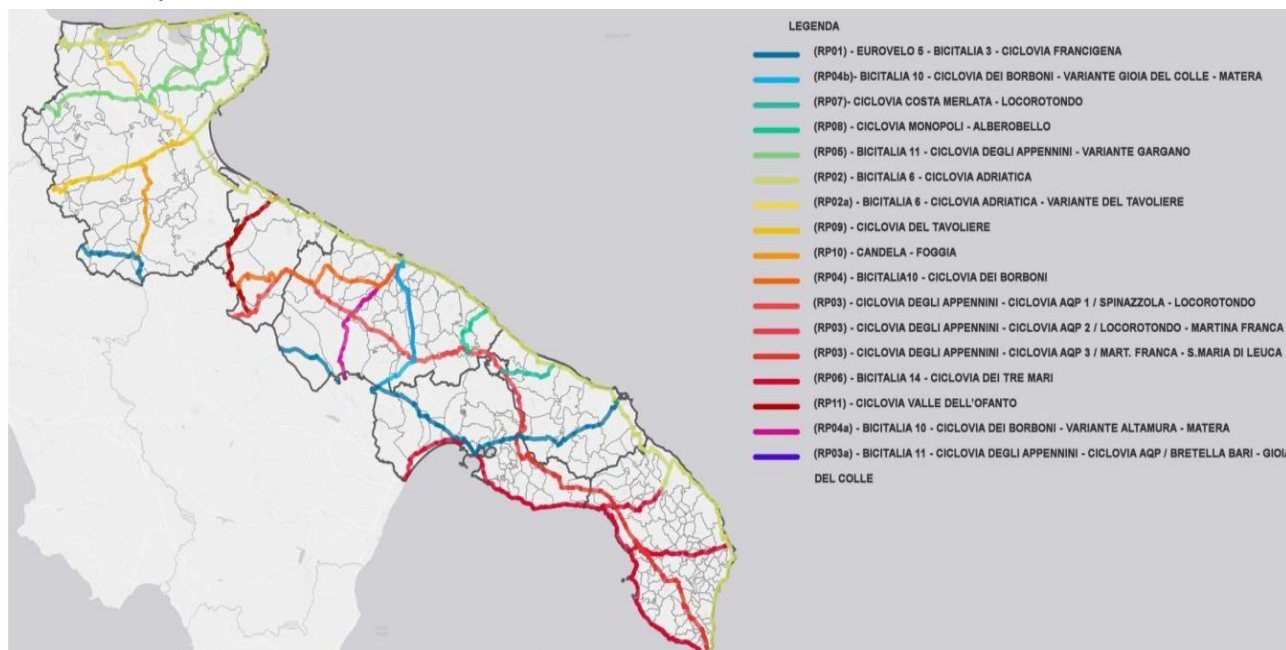 LEGENDA
(RP01) - EUROVELO 5 - BICITALIA 3 - CICLOVIA FRANCIGENA
(RP04b)- BICITALIA 10 - CICLOVIA DEI BORBONI - VARIANTE GIOIA DEL COLLE - MATERA
(RP07)- CICLOVIA COSTA MERLATA - LOCOROTONDO
(RP08) - CICLOVIA MONOPOLI - ALBEROBELLO
(RP05) - BICITALIA 11 - CICLOVIA DEGLI APPENNINI - VARIANTE GARGANO
(RP02) - BICITALIA 6 - CICLOVIA ADRIATICA
(RP02a) - BICITALIA 6 - CICLOVIA ADRIATICA - VARIANTE DEL TAVOLIERE
(RP09) - CICLOVIA DEL TAVOLIERE
(RP10) - CANDELA - FOGGIA
(RP04) - BICITALIA10 - CICLOVIA DEI BORBONI
(RP03) - CICLOVIA DEGLI APPENNINI - CICLOVIA AQP 1 / SPINAZZOLA - LOCOROTONDO
(RP03) - CICLOVIA DEGLI APPENNINI - CICLOVIA AQP 2 / LOCOROTONDO - MARTINA FRANCA
(RP03) - CICLOVIA DEGLI APPENNINI - CICLOVIA AQP 3 / MART. FRANCA - S.MARIA DI LEUCA
(RP06) - BICITALIA 14 - CICLOVIA DEI TRE MARI
(RP11) - CICLOVIA VALLE DELL'OFANTO
(RP04a) - BICITALIA 10 - CICLOVIA DEI BORBONI - VARIANTE ALTAMURA - MATERA
(RP03a) - BICITALIA 11 - CICLOVIA DEGLI APPENNINI - CICLOVIA AQP / BRETELLA BARI - GIOIA
DEL COLLE